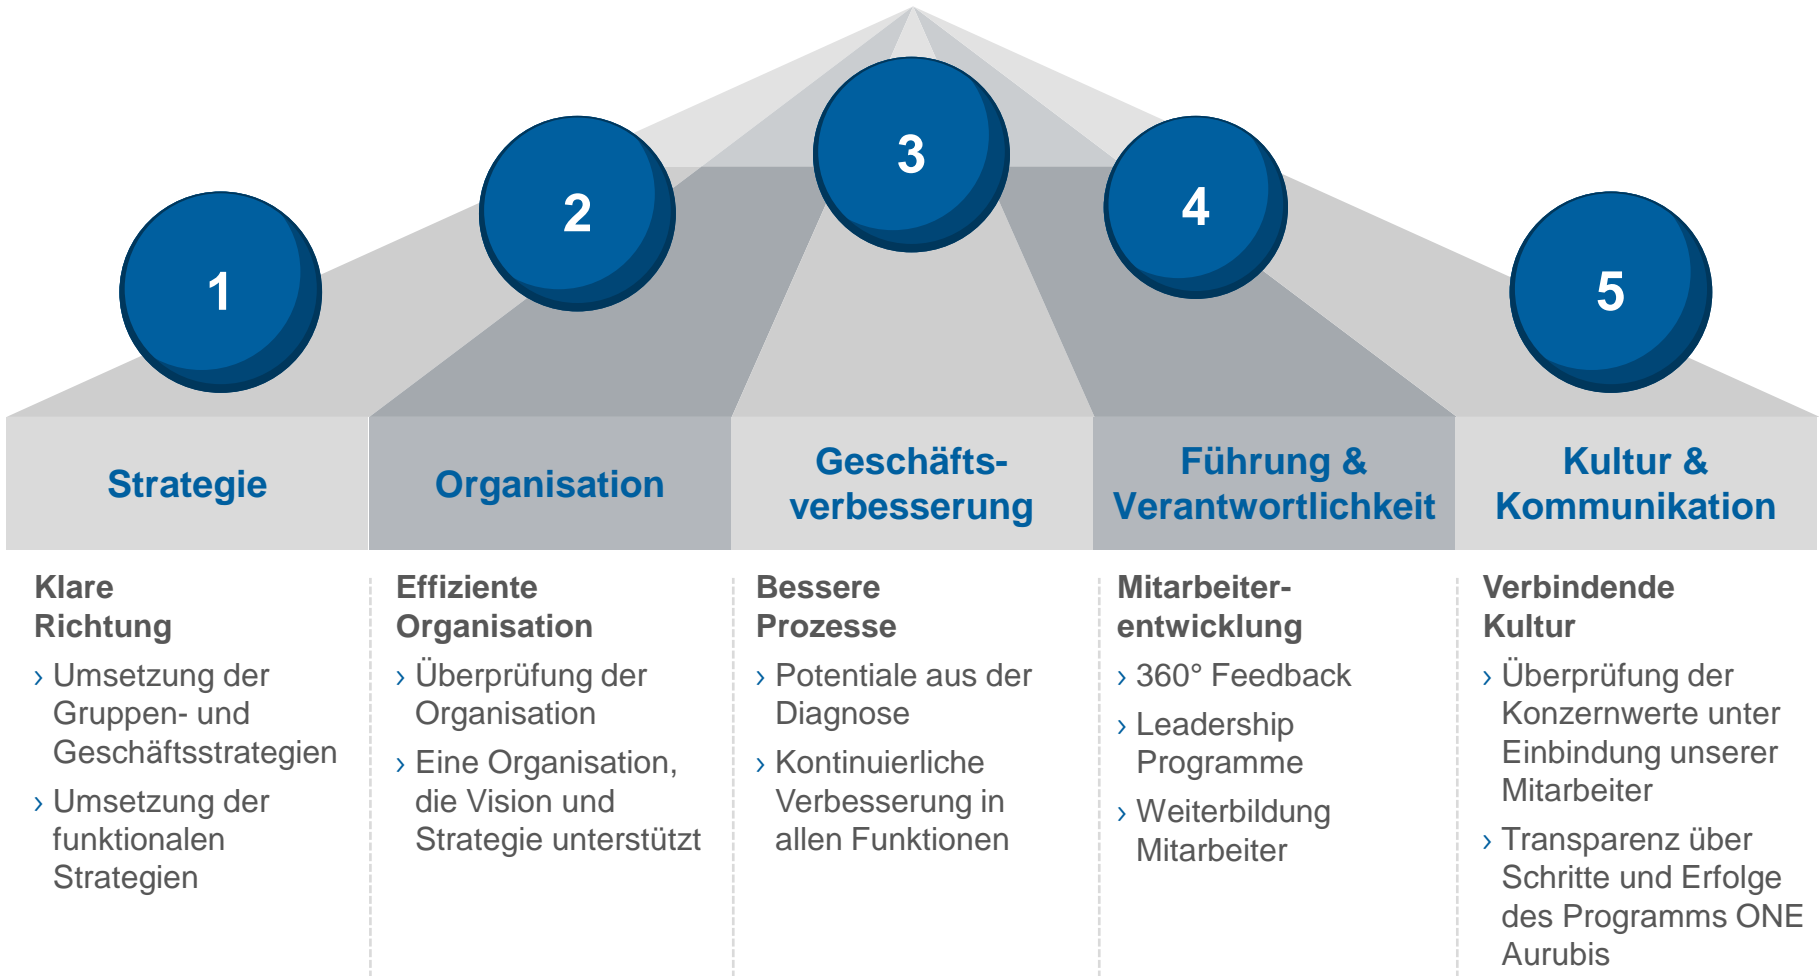 1
2
3
4
5
Strategie
Organisation
Geschäfts-
verbesserung
Führung &
Verantwortlichkeit
Kultur &
Kommunikation
Klare
Richtung
› Umsetzung der
Gruppen- und
Geschäftsstrategien
› Umsetzung der
funktionalen
Strategien
Effiziente
Organisation
› Überprüfung der
Organisation
› Eine Organisation,
die Vision und
Strategie unterstützt
Bessere
Prozesse
› Potentiale aus der
Diagnose
› Kontinuierliche
Verbesserung in
allen Funktionen
Mitarbeiter-
entwicklung
› 360° Feedback
› Leadership
Programme
› Weiterbildung
Mitarbeiter
Verbindende
Kultur
› Überprüfung der
Konzernwerte unter
Einbindung unserer
Mitarbeiter
› Transparenz über
Schritte und Erfolge
des Programms ONE
Aurubis